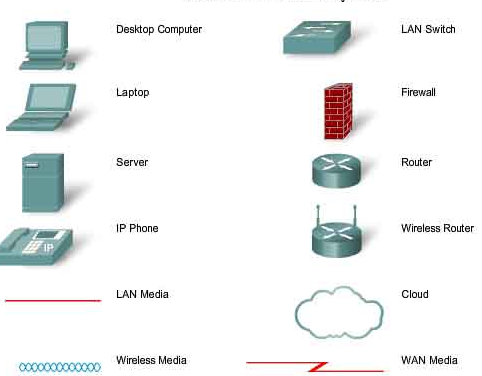 Desktop Computer
LAN Switch
Laptop
Firewall
Server
Router
IP Phone
IP
Wireless Router
LAN Media
Cloud
Wireless Media
WAN Media